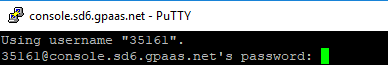 console.sd6.gpaas.net - PuTTY
Using username "35161".
35161@console.sd6.gpaas.net's password: